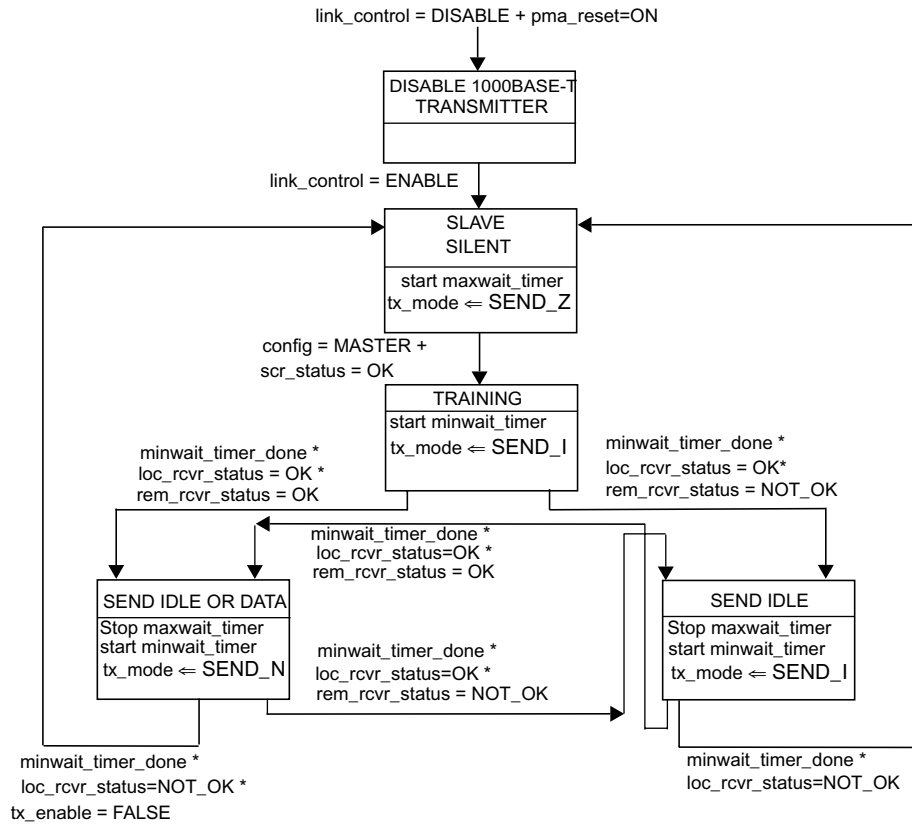 link_control = DISABLE + pma_reset=ON
DISABLE 1000BASE-T
TRANSMITTER
link_control = ENABLE
SLAVE
SILENT
start maxwait_timer
tx_mode ⇐ SEND_Z
config = MASTER +
scr_status = OK
TRAINING
start minwait_timer
tx_mode ⇐ SEND_I
minwait_timer_done *
loc_rcvr_status = OK *
rem_rcvr_status = OK
minwait_timer_done *
loc_rcvr_status = OK*
rem_rcvr_status = NOT_OK
minwait_timer_done *
loc_rcvr_status=OK *
rem_rcvr_status = OK
SEND IDLE OR DATA
Stop maxwait_timer
start minwait_timer
tx_mode ⇐ SEND_N
minwait_timer_done *
loc_rcvr_status=OK *
rem_rcvr_status = NOT_OK
SEND IDLE
Stop maxwait_timer
start minwait_timer
tx_mode ⇐ SEND_I
minwait_timer_done *
loc_rcvr_status=NOT_OK *
tx_enable = FALSE
minwait_timer_done *
loc_rcvr_status=NOT_OK